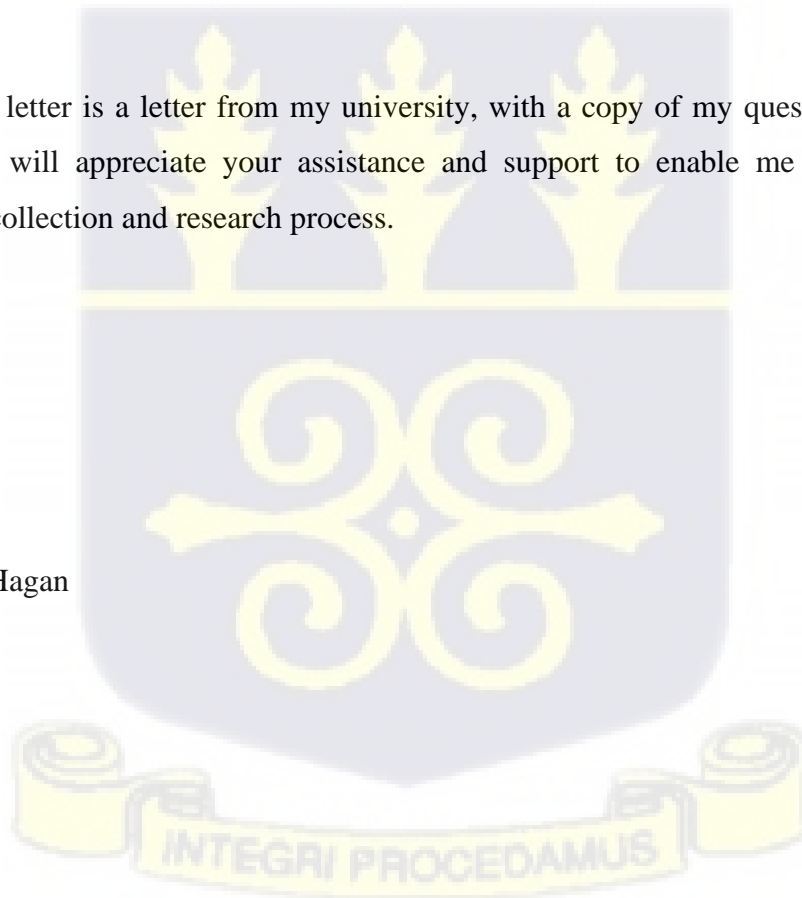 letter is a letter from my university, with a copy of my ques
will appreciate your assistance and support to enable me
collection and research process.
Hagan
INTEGRI PROCEDAMUS